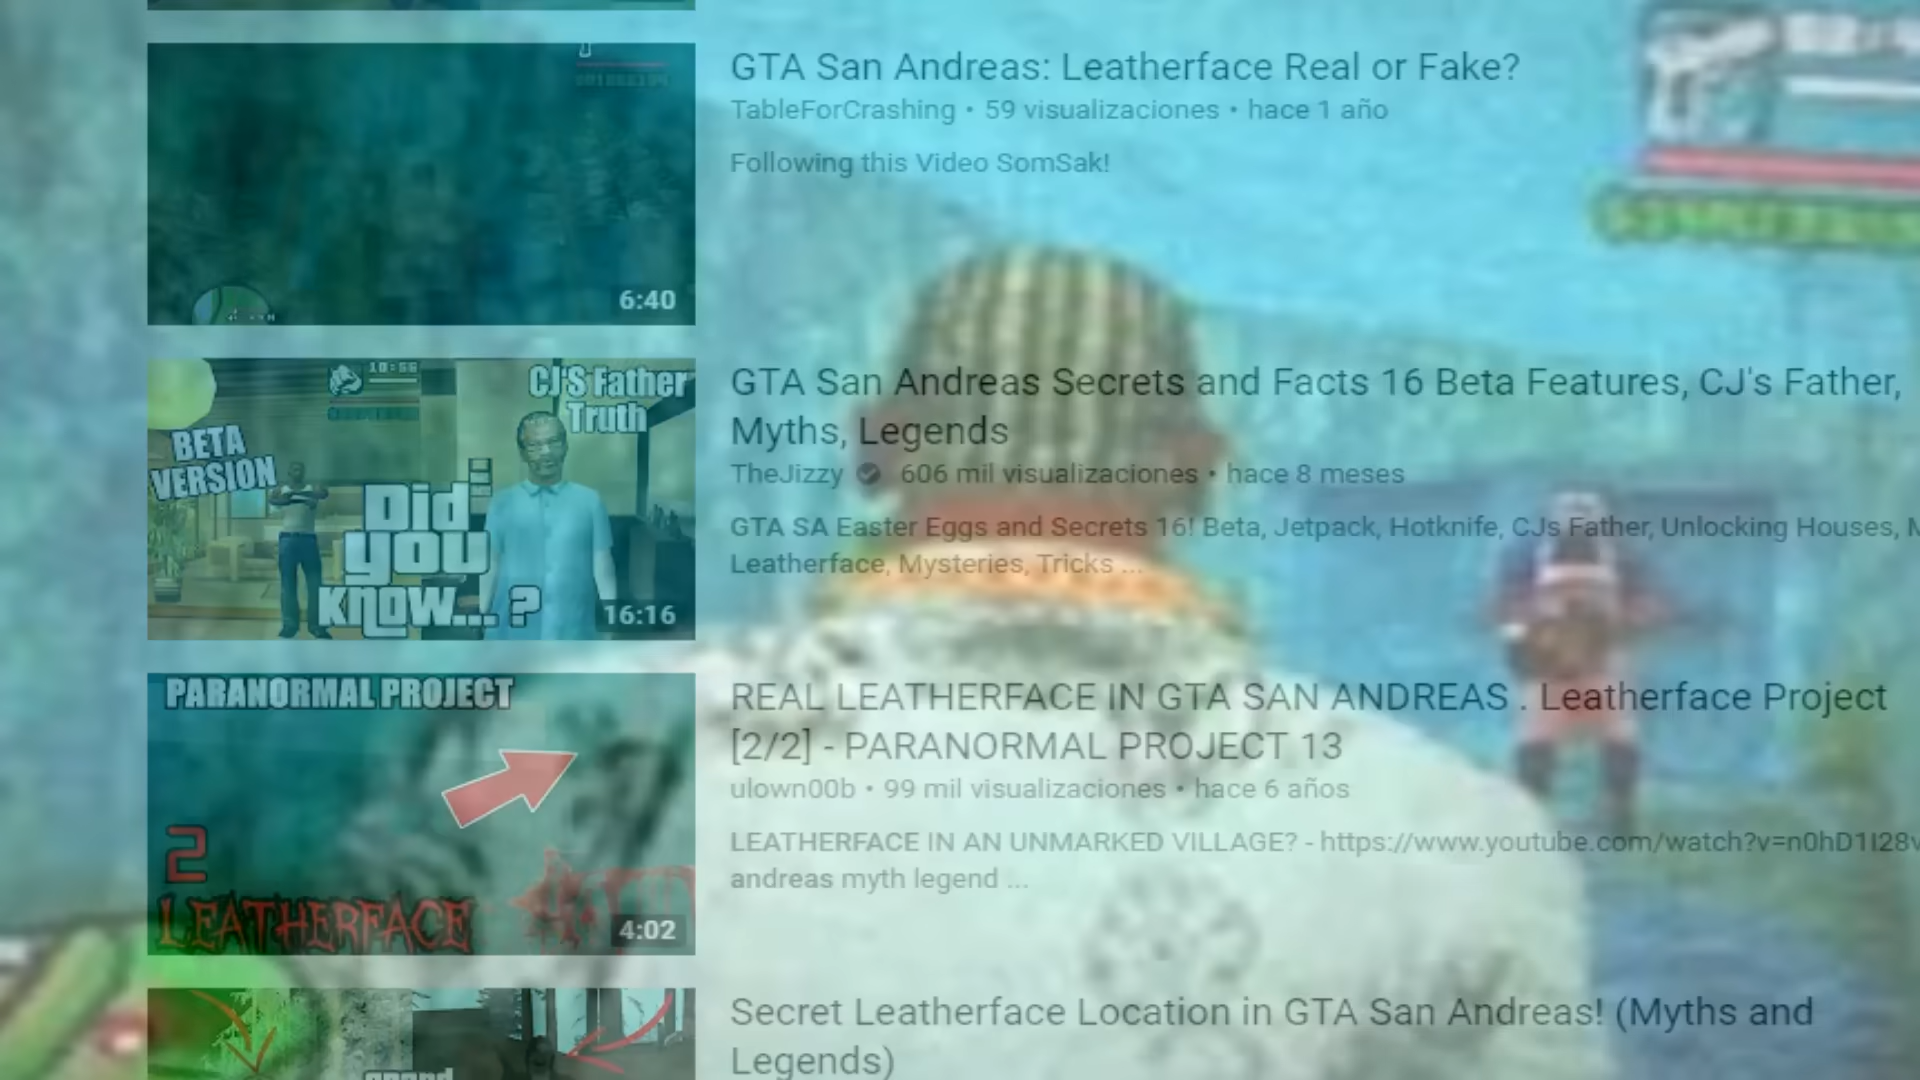 GTA San Andreas: Leatherface Real or Fake?
TableForCrashing • 59 visualizaciones • hace 1 año
Following this Video SomSak!
6:40
10:56
CJ'S Father
Truth
BETA
VERSION
Did
you
know... ?
16:16
GTA San Andreas Secrets and Facts 16 Beta Features, CJ's Father,
Myths, Legends
TheJizzy 606 mil visualizaciones • hace 8 meses
GTA SA Easter Eggs and Secrets 16! Beta, Jetpack, Hotknife, CJs Father, Unlocking Houses, M
Leatherface, Mysteries, Tricks ...
PARANORMAL PROJECT
2
LEATHERFACE
4:02
REAL LEATHERFACE IN GTA SAN ANDREAS . Leatherface Project
[2/2] - PARANORMAL PROJECT 13
ulown00b • 99 mil visualizaciones • hace 6 años
LEATHERFACE IN AN UNMARKED VILLAGE? - https://www.youtube.com/watch?v=n0hD1I28v
andreas myth legend ...
Secret Leatherface Location in GTA San Andreas! (Myths and
Legends)